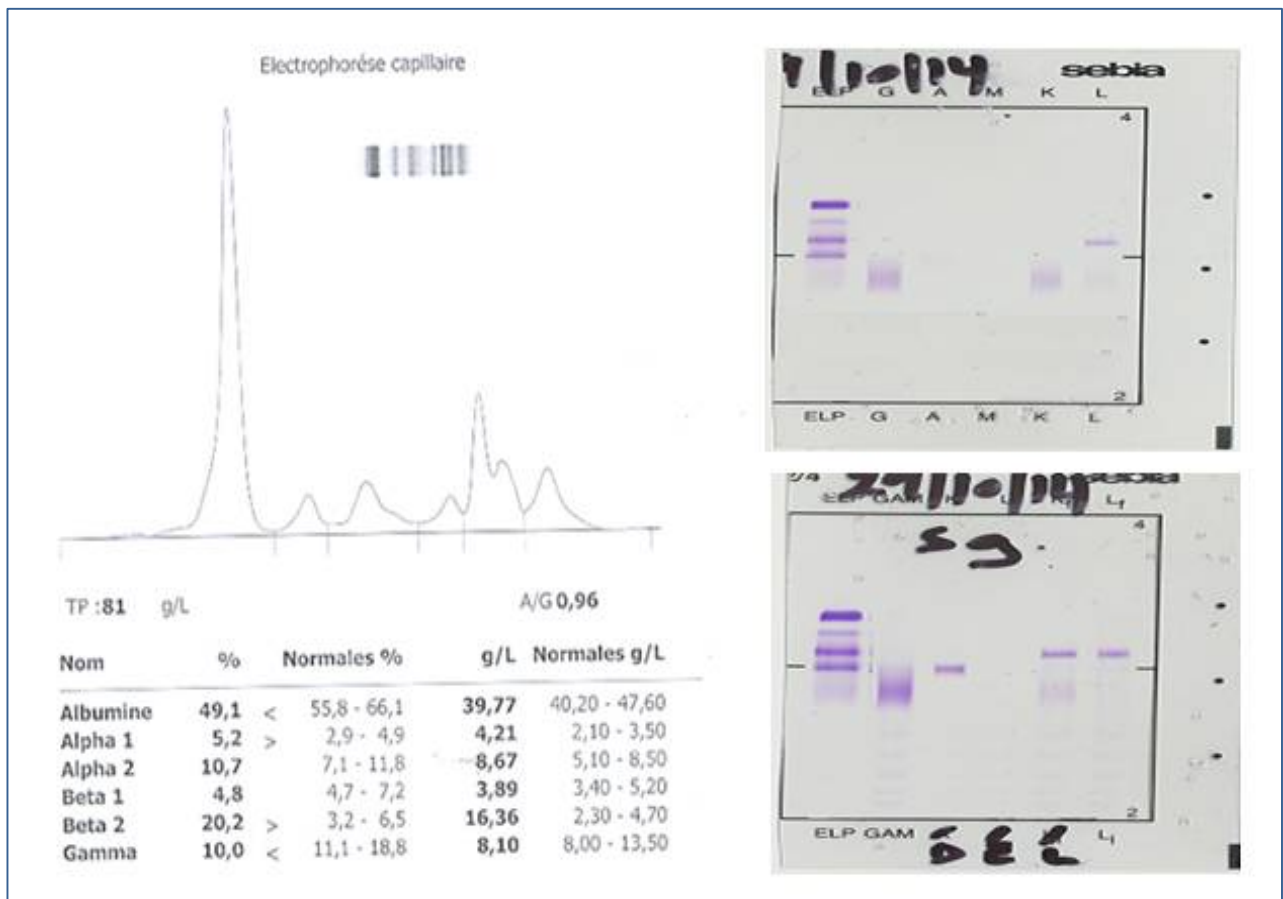 Electrophorése capillaire
TP : 81 g/L A/G 0,96
Nom % Normales % g/L Normales g/L
Albumine 49,1 < 55,8 - 66,1 39,77 40,20 - 47,60
Alpha 1 5,2 > 2,9 - 4,9 4,21 2,10 - 3,50
Alpha 2 10,7 7,1 - 11,8 8,67 5,10 - 8,50
Beta 1 4,8 4,7 - 7,2 3,89 3,40 - 5,20
Beta 2 20,2 > 3,2 - 6,5 16,36 2,30 - 4,70
Gamma 10,0 < 11,1 - 18,8 8,10 8,00 - 13,50
sebia
ELP G A M K L
4
2
ELP G A M K L
ELP GAM Lf
4
2
ELP GAM D E L Lf